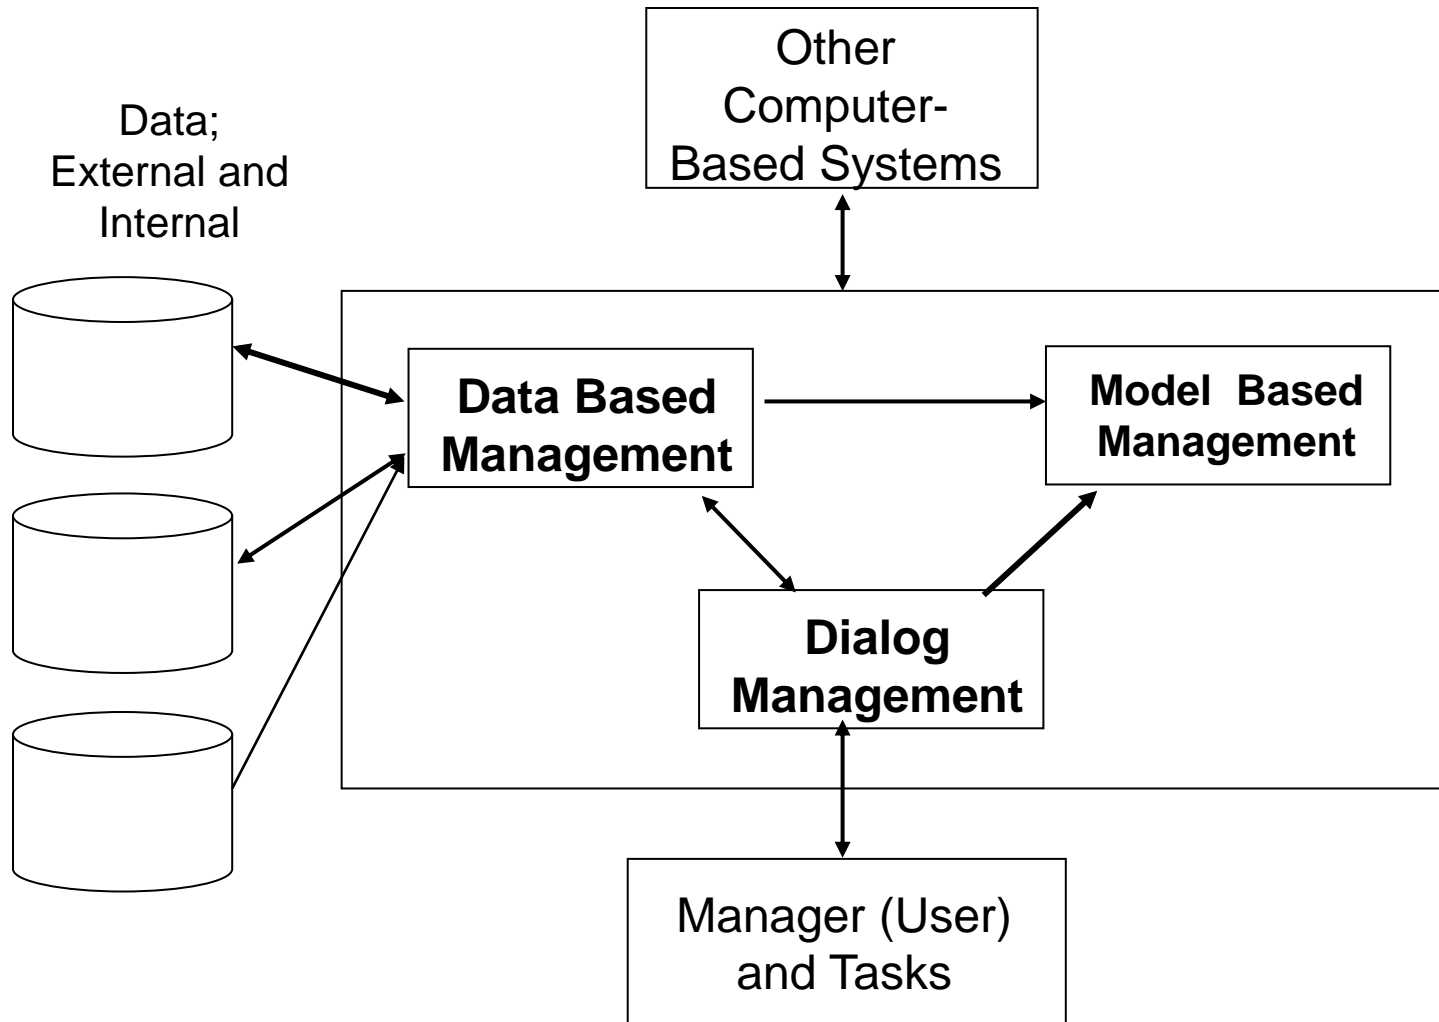 Other
Computer-
Based Systems
Data;
External and
Internal
Data Based
Management
Model Based
Management
Dialog
Management
Manager (User)
and Tasks